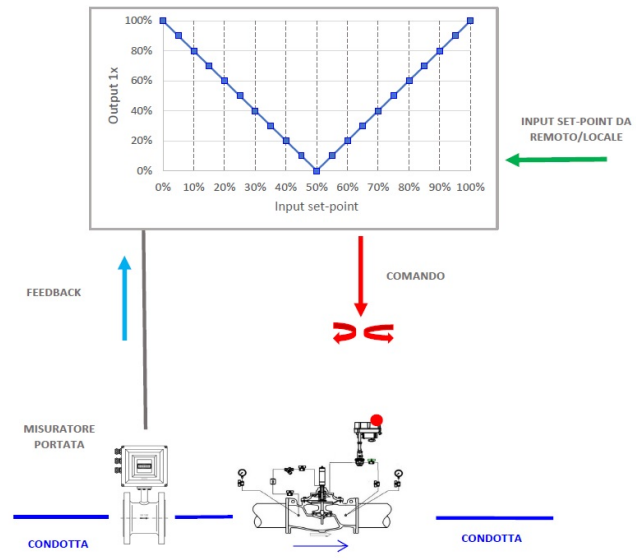 100%
80%
60%
40%
20%
0%
Output 1x
0% 10% 20% 30% 40% 50% 60% 70% 80% 90% 100%
Input set-point
INPUT SET-POINT DA
REMOTO/LOCALE
FEEDBACK
COMANDO
MISURATORE
PORTATA
CONDOTTA
CONDOTTA